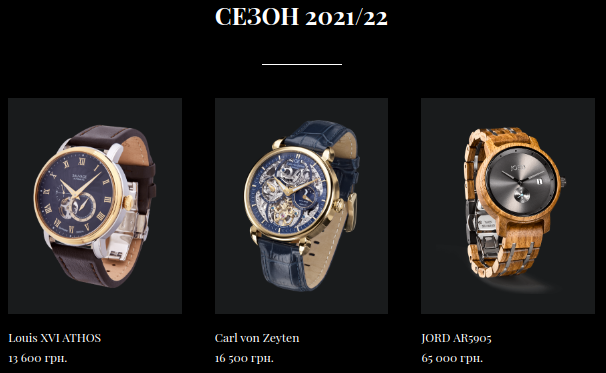 СЕЗОН 2021/22
Louis XVI ATHOS
13 600 грн.
Carl von Zeyten
16 500 грн.
JORD AR5905
65 000 грн.